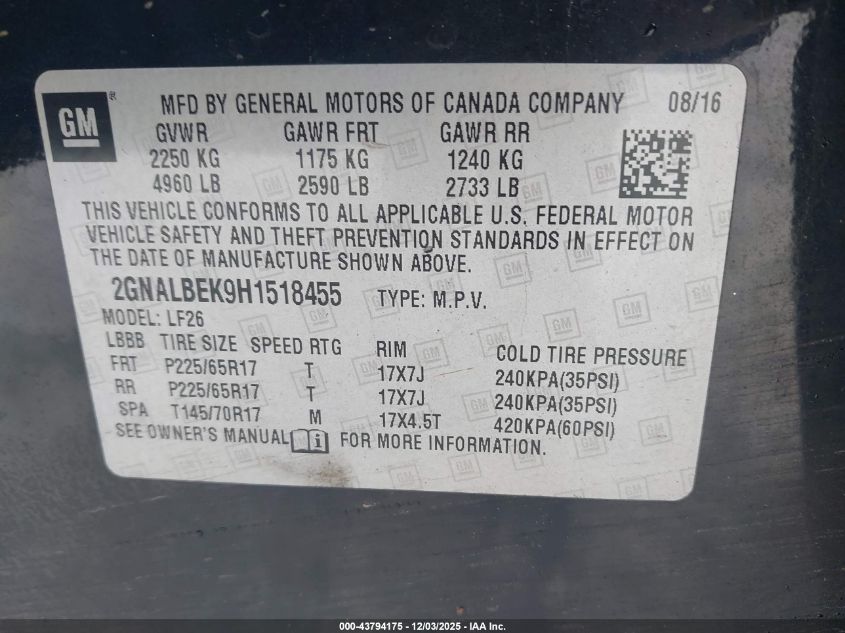 GM ® MFD BY GENERAL MOTORS OF CANADA COMPANY 08/16
GVWR GAWR FRT GAWR RR
2250 KG 1175 KG 1240 KG
4960 LB 2590 LB 2733 LB
THIS VEHICLE CONFORMS TO ALL APPLICABLE U.S. FEDERAL MOTOR
VEHICLE SAFETY AND THEFT PREVENTION STANDARDS IN EFFECT ON
THE DATE OF MANUFACTURE SHOWN ABOVE.
2GNALBEK9H1518455 TYPE: M.P.V.
MODEL: LF26
LBBB TIRE SIZE SPEED RTG RIM COLD TIRE PRESSURE
FRT P225/65R17 T 17X7J 240KPA(35PSI)
RR P225/65R17 T 17X7J 240KPA(35PSI)
SPA T145/70R17 M 17X4.5T 420KPA(60PSI)
SEE OWNER'S MANUAL i FOR MORE INFORMATION.
000-43794175 - 12/03/2025 - IAA Inc.